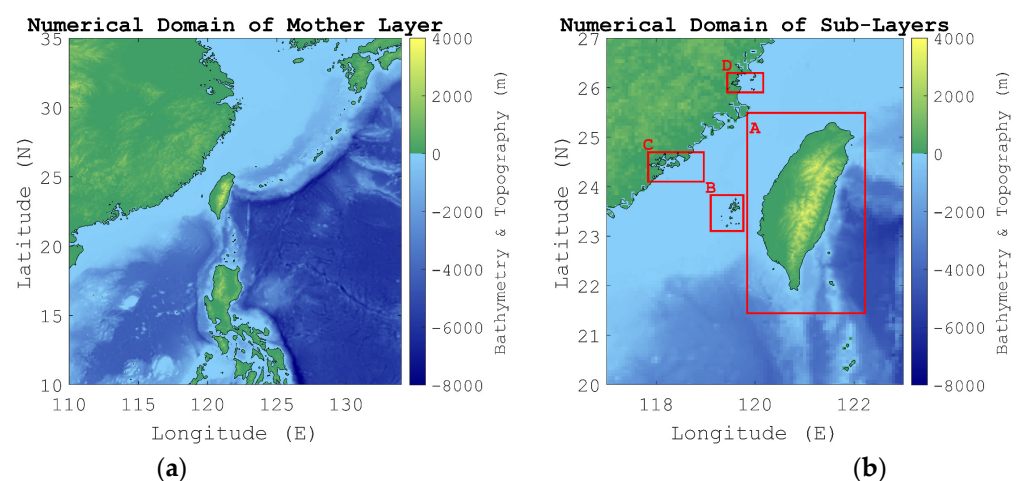 Numerical Domain of Mother Layer
35
30
25
20
15
10
110
115
120
125
130
Latitude (N)
Longitude (E)
4000
2000
0
−2000
−4000
−6000
−8000
Bathymetry & Topography (m)
(a)
Numerical Domain of Sub-Layers
27
26
25
24
23
22
21
20
118
120
122
Latitude (N)
Longitude (E)
D
A
C
B
4000
2000
0
−2000
−4000
−6000
−8000
Bathymetry & Topography (m)
(b)